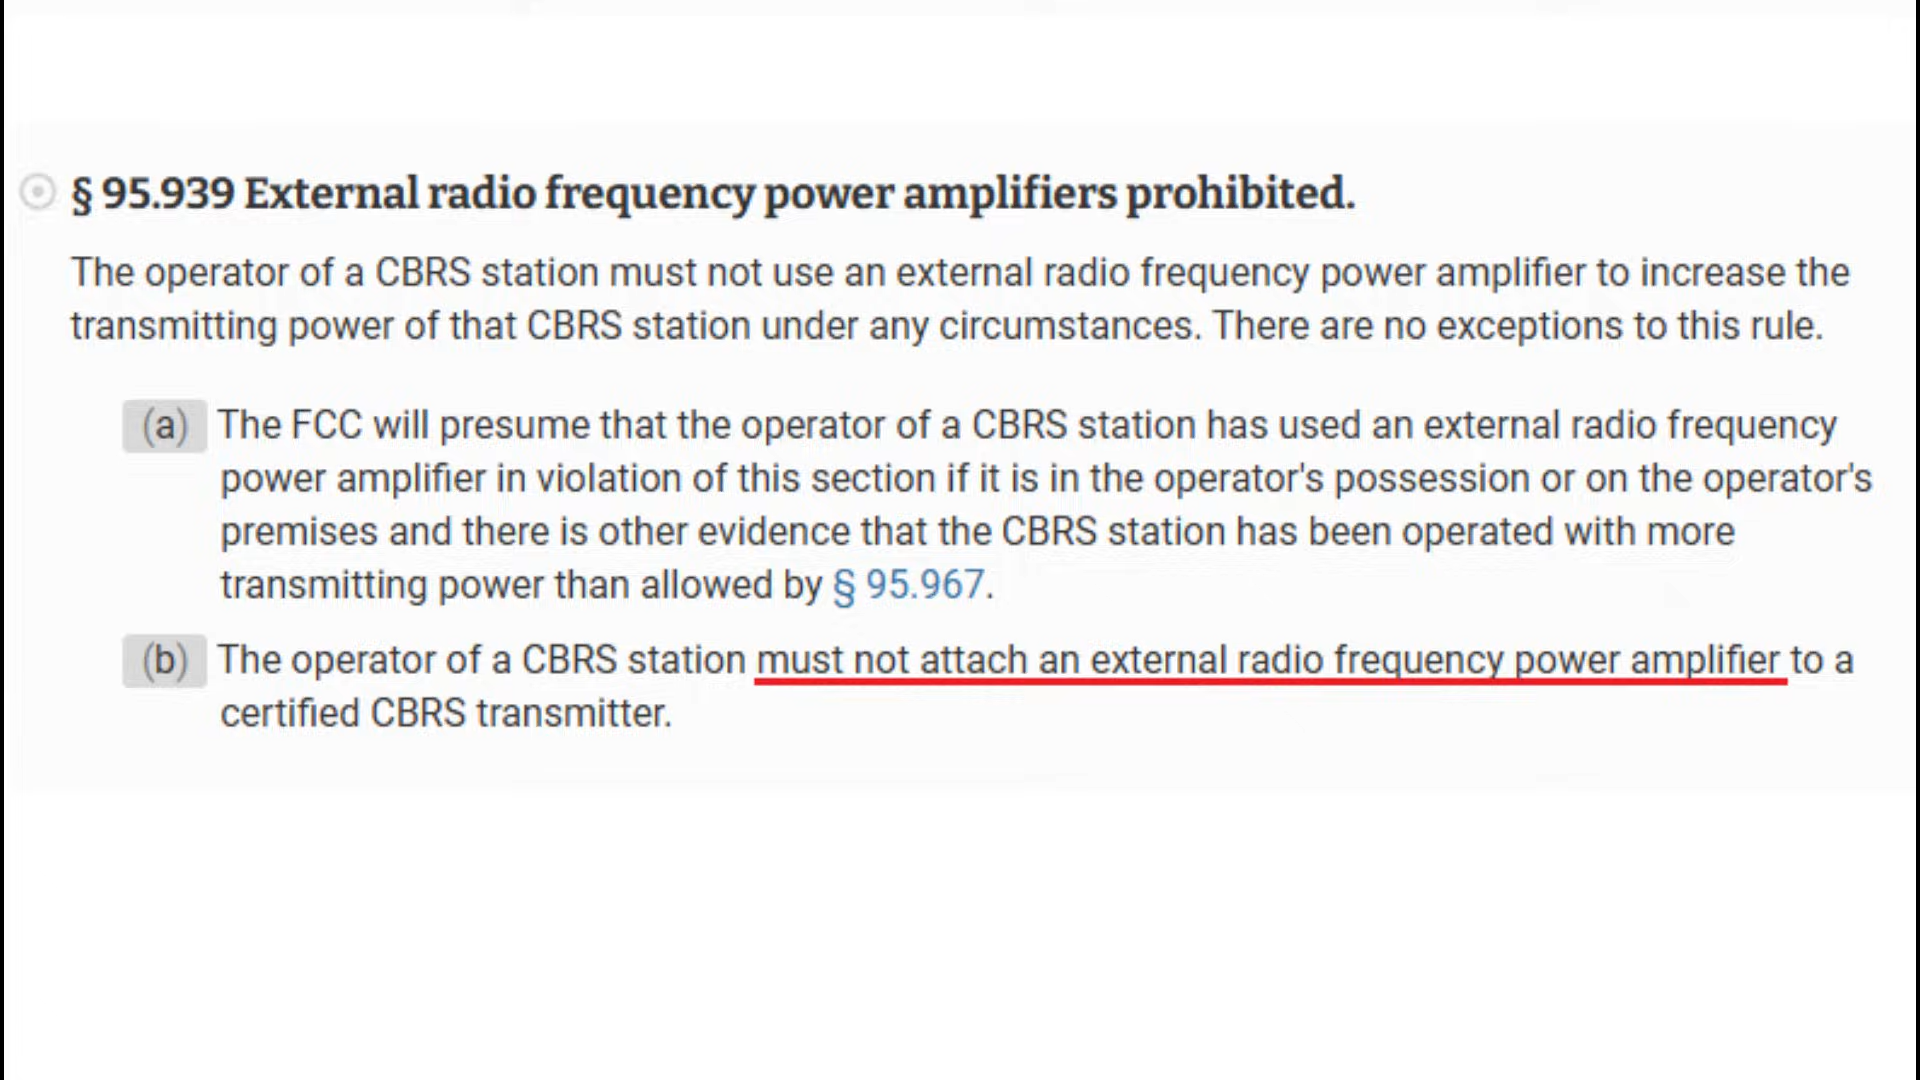 § 95.939 External radio frequency power amplifiers prohibited.
The operator of a CBRS station must not use an external radio frequency power amplifier to increase the
transmitting power of that CBRS station under any circumstances. There are no exceptions to this rule.
(a) The FCC will presume that the operator of a CBRS station has used an external radio frequency
power amplifier in violation of this section if it is in the operator's possession or on the operator's
premises and there is other evidence that the CBRS station has been operated with more
transmitting power than allowed by § 95.967.
(b) The operator of a CBRS station must not attach an external radio frequency power amplifier to a
certified CBRS transmitter.